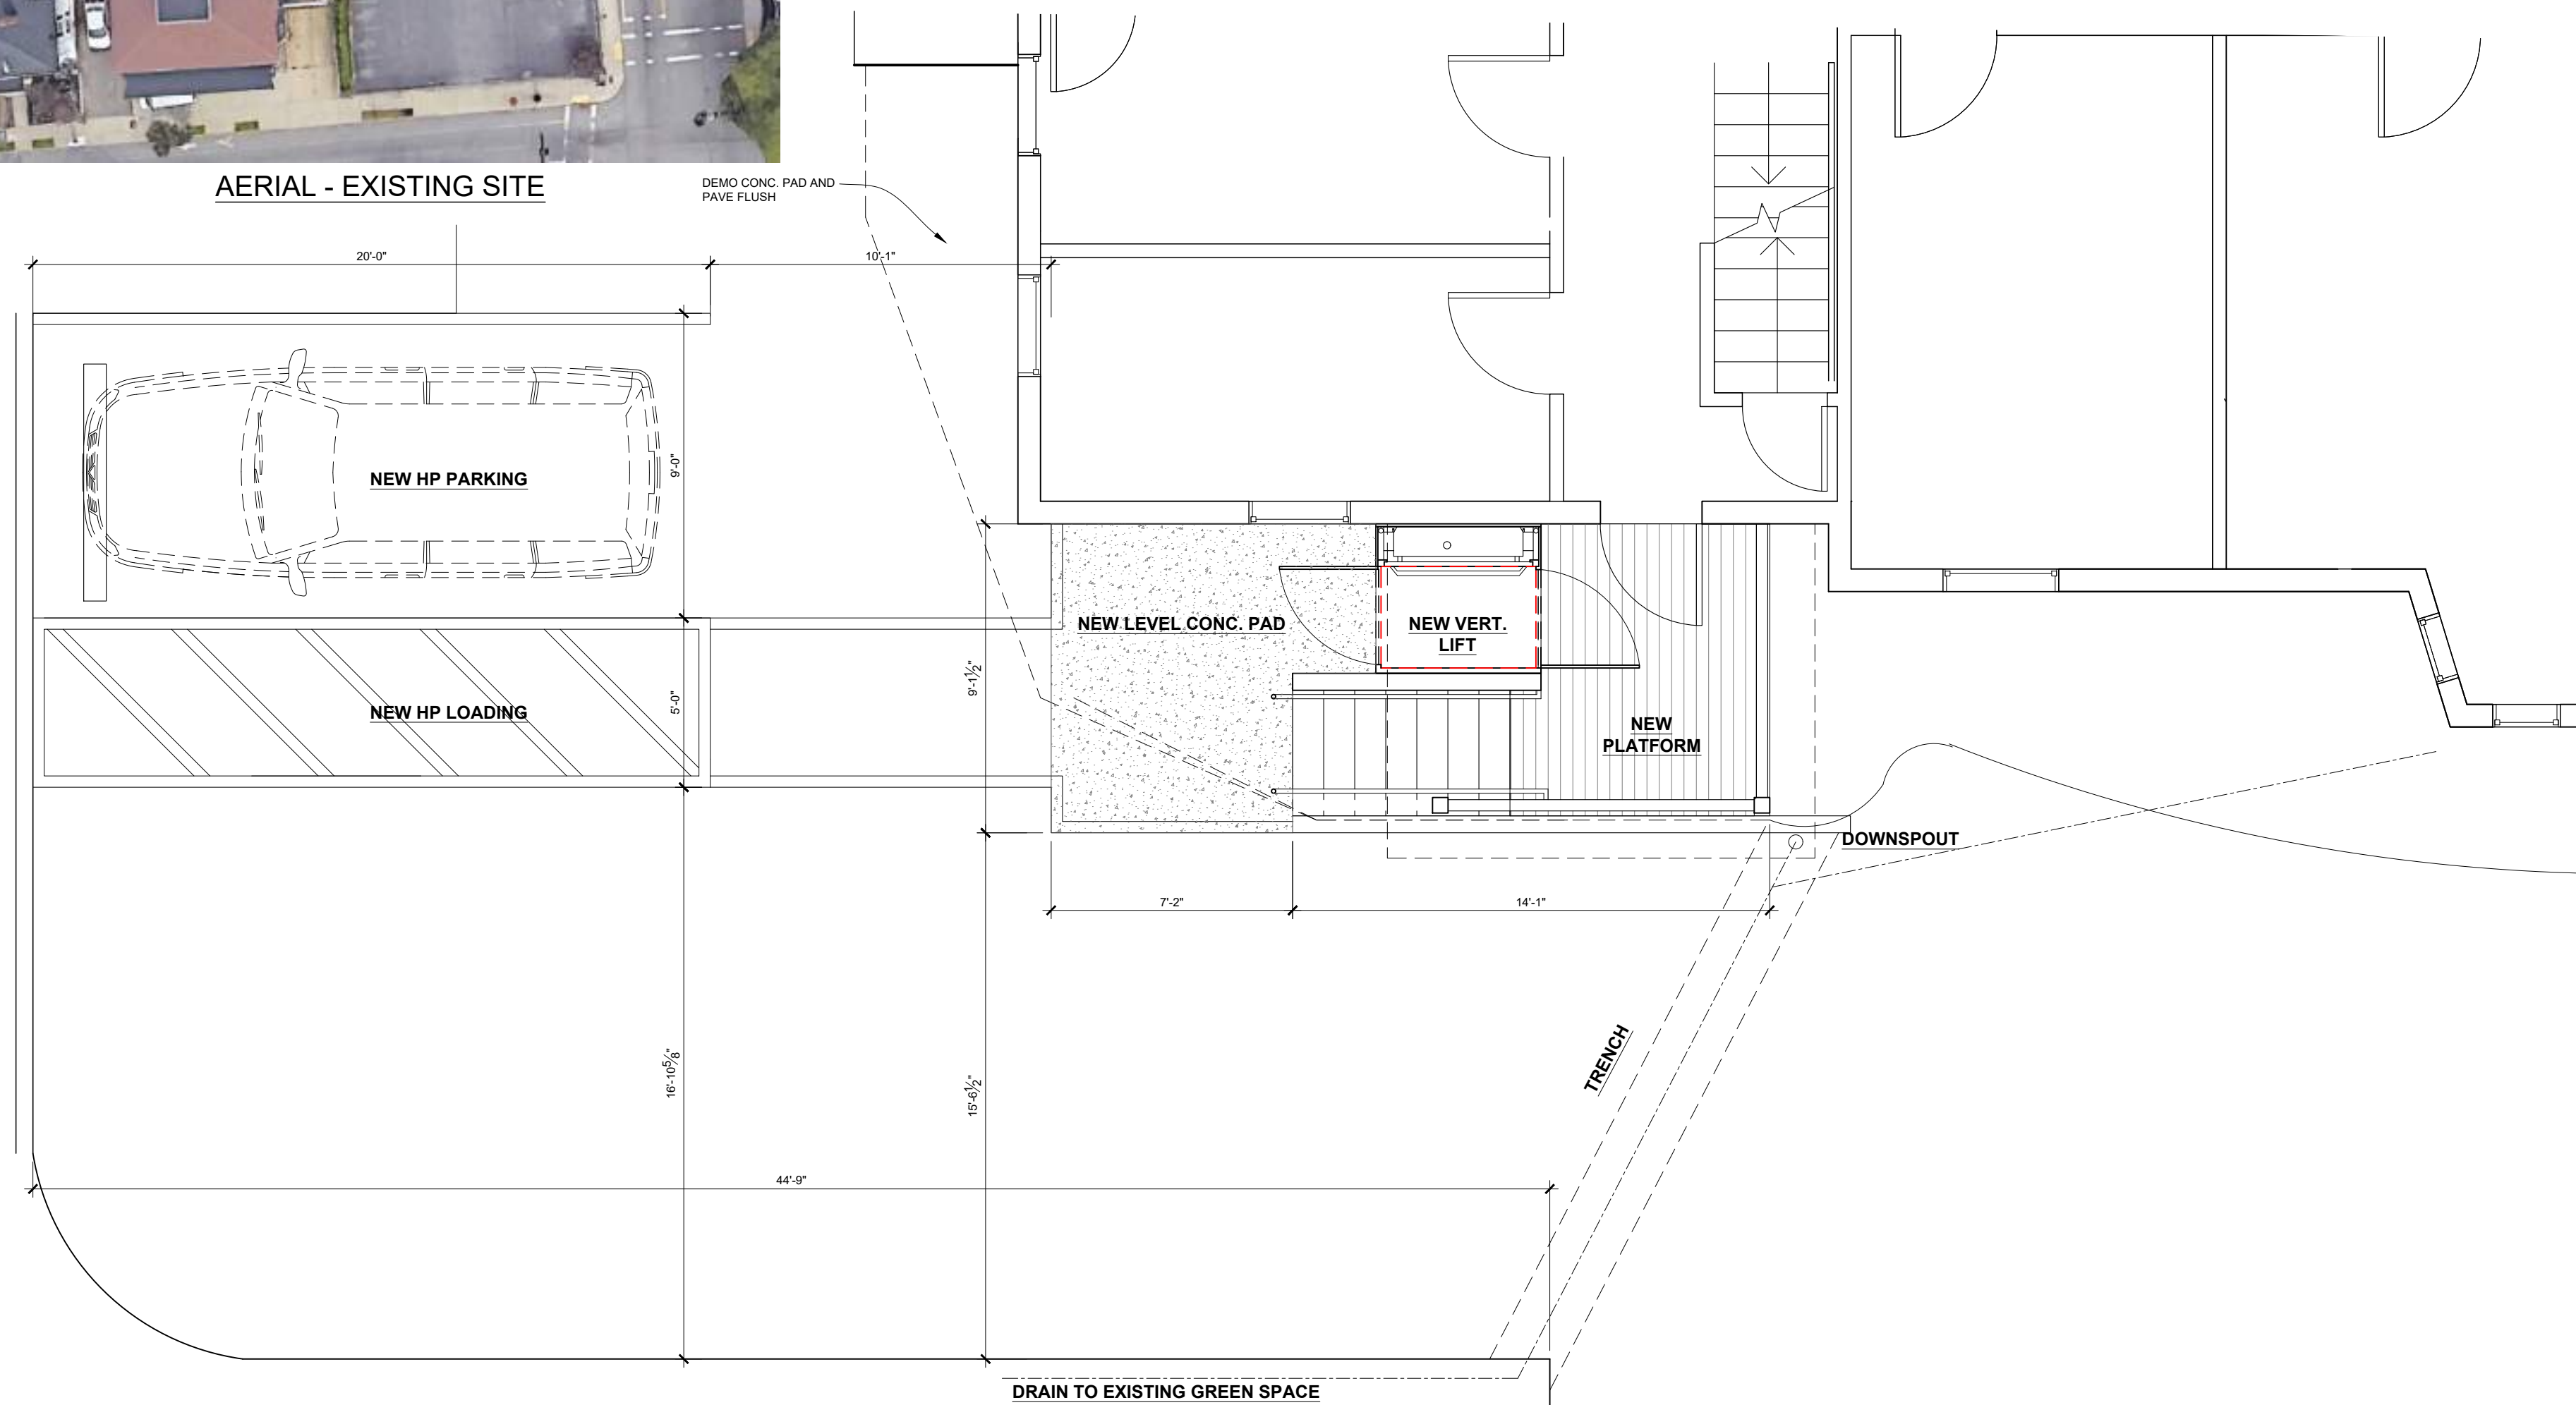 AERIAL - EXISTING SITE
DEMO CONC. PAD AND
PAVE FLUSH
20'-0"
10'-1"
NEW HP PARKING
9'-0"
NEW LEVEL CONC. PAD
NEW VERT.
LIFT
9'-1½"
NEW HP LOADING
5'-0"
NEW
PLATFORM
DOWNSPOUT
7'-2"
14'-1"
TRENCH
16'-10⅝"
15'-6½"
44'-9"
DRAIN TO EXISTING GREEN SPACE